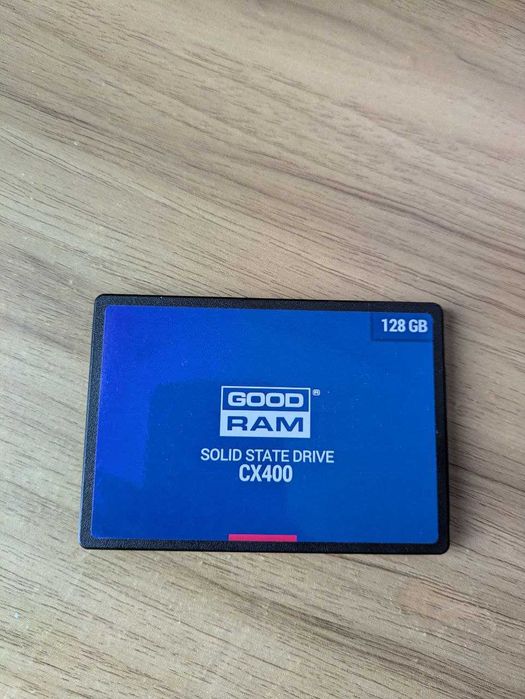 128 GB
GOOD
RAM ®
SOLID STATE DRIVE
CX400